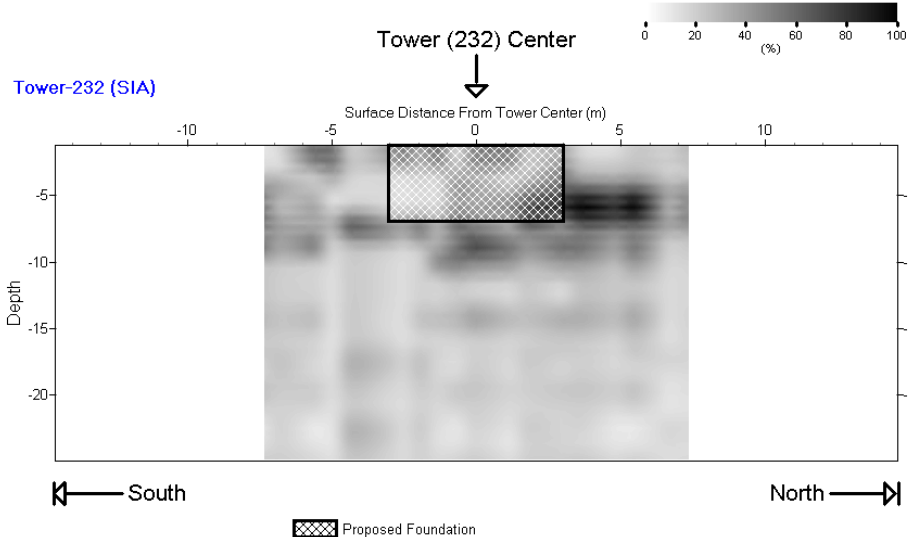 0 20 40 60 80 100
(%)
Tower (232) Center
Tower-232 (SIA)
Surface Distance From Tower Center (m)
-10 -5 0 5 10
Depth
-5
-10
-15
-20
South
North
Proposed Foundation